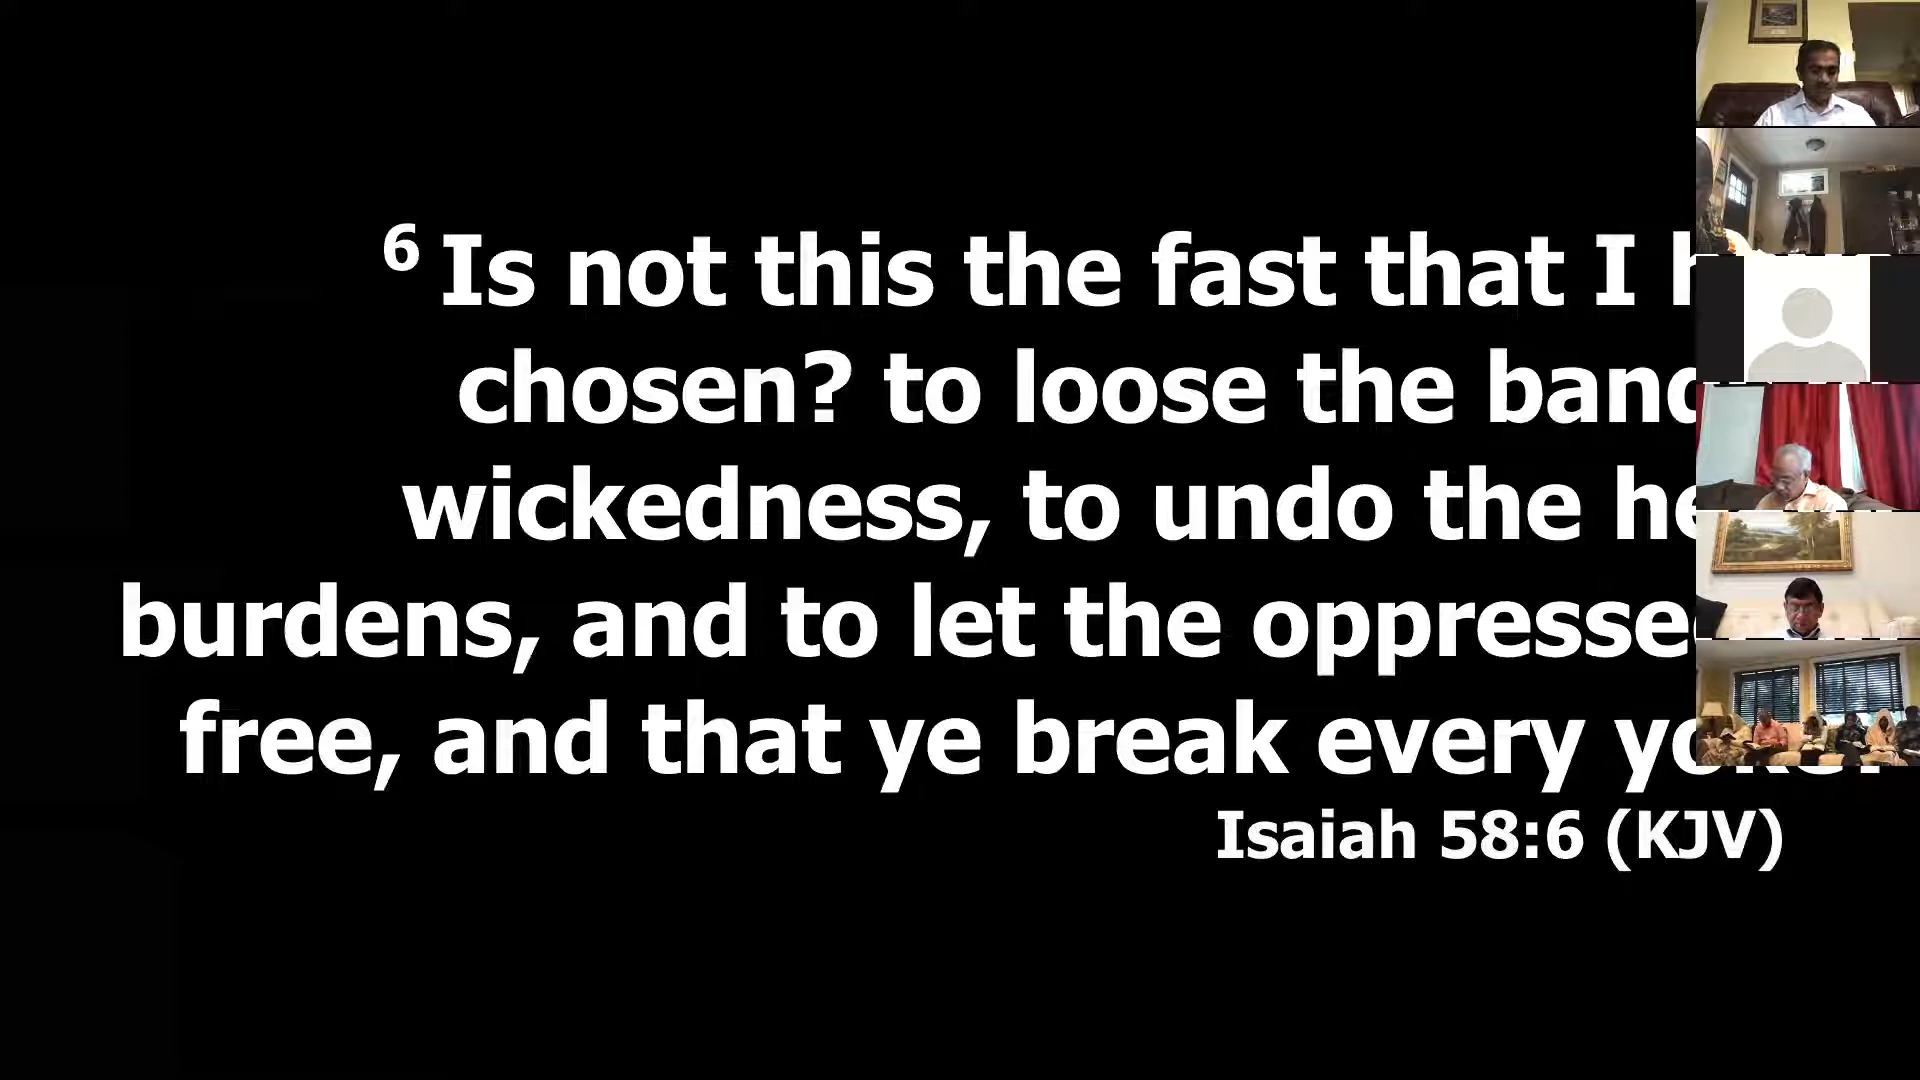 6 Is not this the fast that I
chosen? to loose the
wickedness, to undo the
burdens, and to let the
free, and that ye break every yoke?
Isaiah 58:6 (KJV)